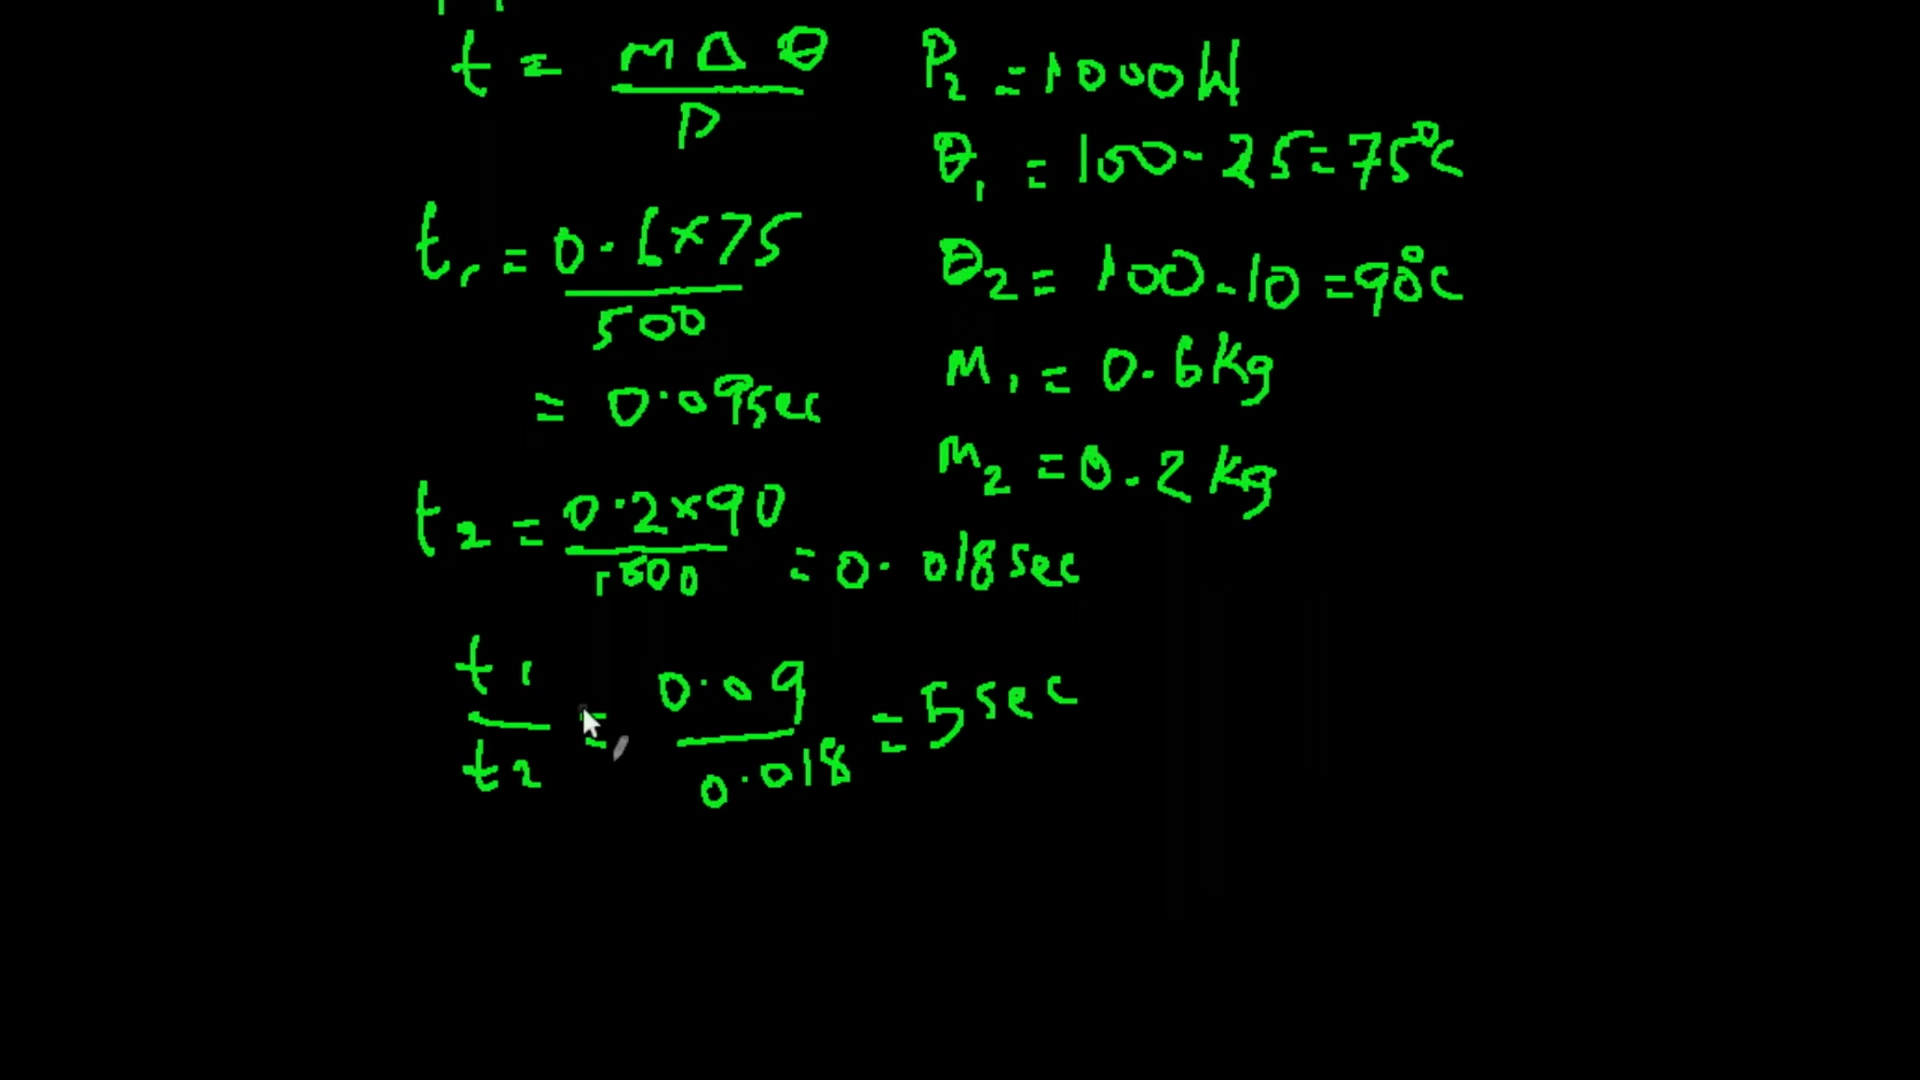 t = MΔθ/P
P₂ = 1000W
θ₁ = 100 - 25 = 75°C
t₁ = 0.6×75/500
θ₂ = 100 - 10 = 90°C
M₁ = 0.6kg
= 0.09sec
M₂ = 0.2kg
t₂ = 0.2×90/1000 = 0.018sec
t₁/t₂ = 0.09/0.018 = 5sec